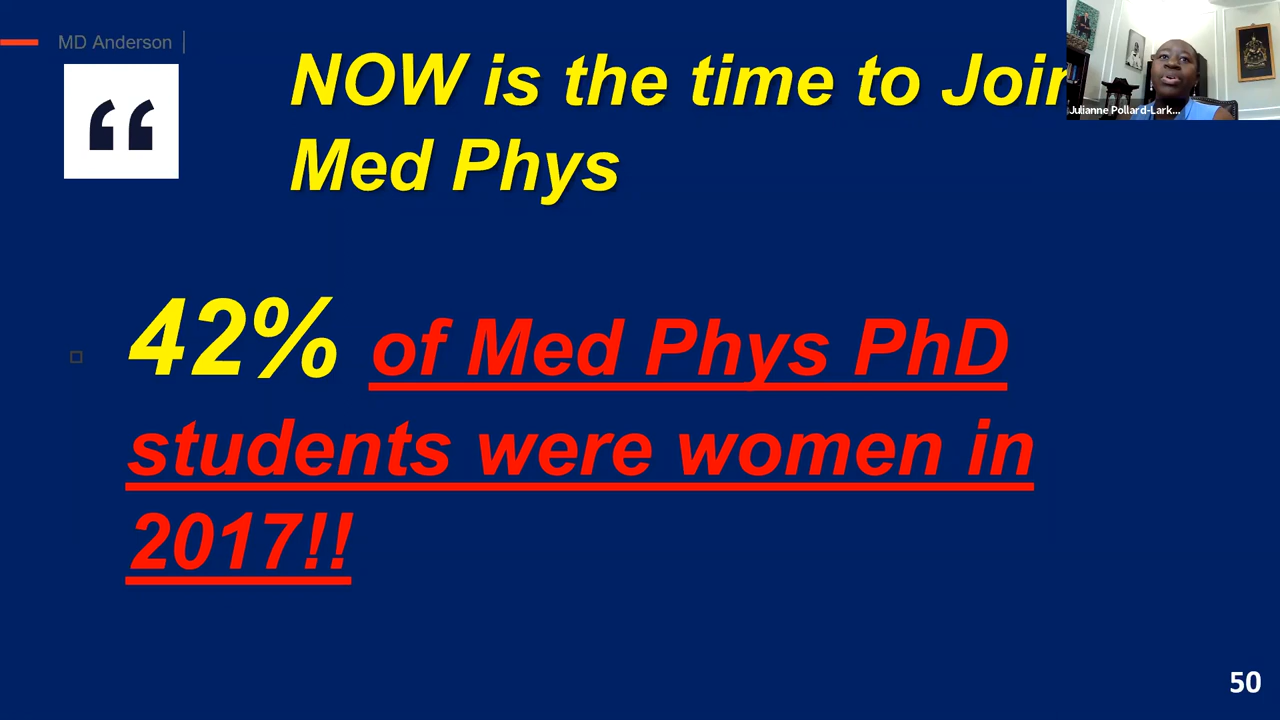 MD Anderson
“
NOW is the time to Join
Med Phys
Julianne Pollard-Lark...
42% of Med Phys PhD
students were women in
2017!!
50